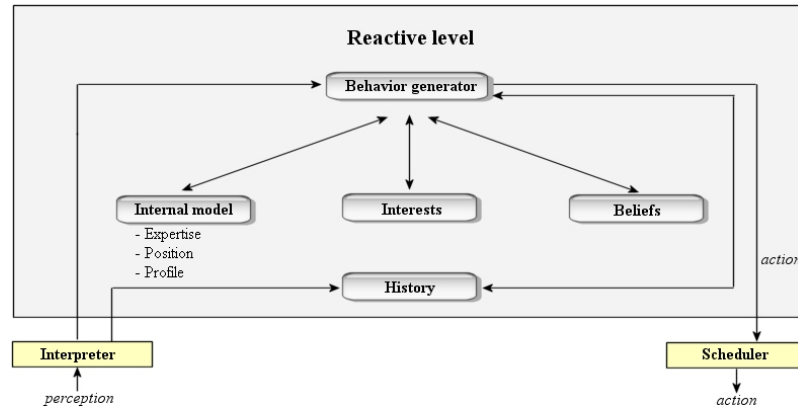 Reactive level
Behavior generator
Internal model
- Expertise
- Position
- Profile
Interests
Beliefs
History
action
Interpreter
Scheduler
perception
action